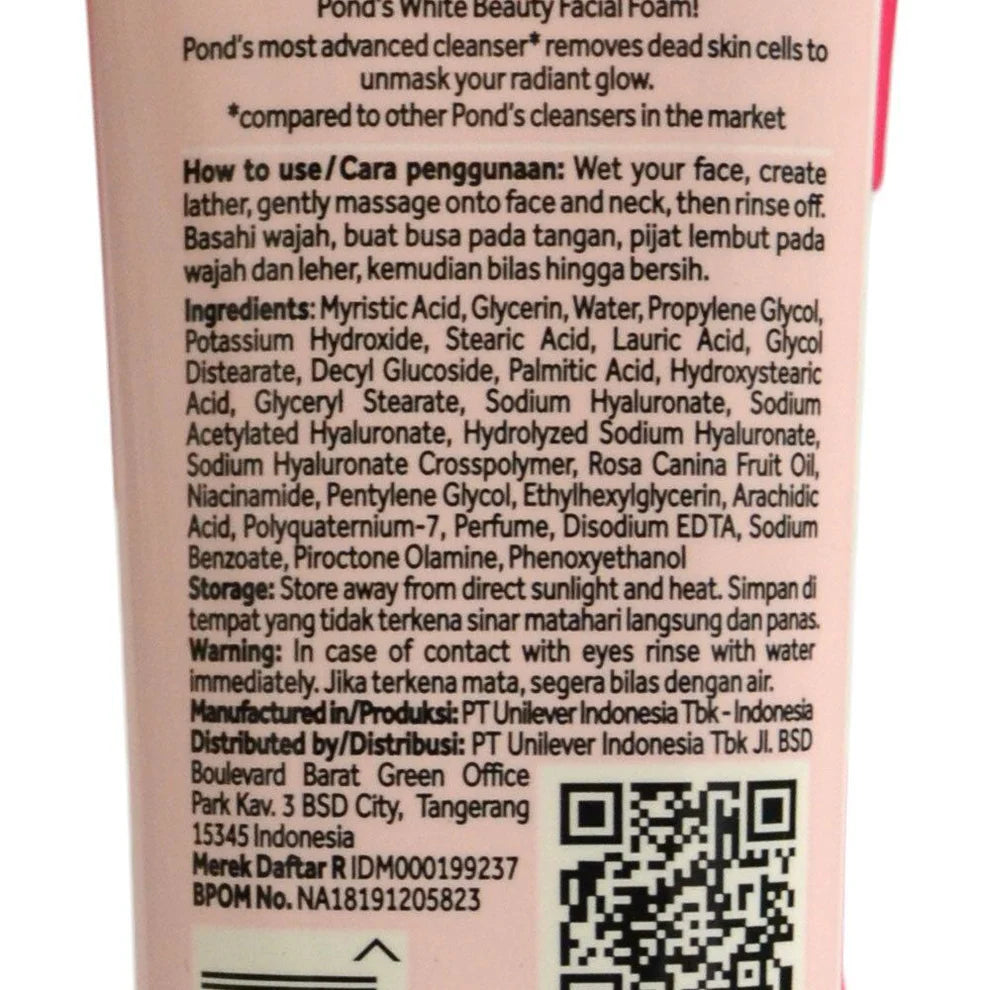 Pond's White Beauty Facial Foam!
Pond's most advanced cleanser* removes dead skin cells to
unmask your radiant glow.
*compared to other Pond's cleansers in the market
How to use/Cara penggunaan: Wet your face, create
lather, gently massage onto face and neck, then rinse off.
Basahi wajah, buat busa pada tangan, pijat lembut pada
wajah dan leher, kemudian bilas hingga bersih.
Ingredients: Myristic Acid, Glycerin, Water, Propylene Glycol,
Potassium Hydroxide, Stearic Acid, Lauric Acid, Glycol
Distearate, Decyl Glucoside, Palmitic Acid, Hydroxystearic
Acid, Glyceryl Stearate, Sodium Hyaluronate, Sodium
Acetylated Hyaluronate, Hydrolyzed Sodium Hyaluronate,
Sodium Hyaluronate Crosspolymer, Rosa Canina Fruit Oil,
Niacinamide, Pentylene Glycol, Ethylhexylglycerin, Arachidic
Acid, Polyquaternium-7, Perfume, Disodium EDTA, Sodium
Benzoate, Piroctone Olamine, Phenoxyethanol
Storage: Store away from direct sunlight and heat. Simpan di
tempat yang tidak terkena sinar matahari langsung dan panas.
Warning: In case of contact with eyes rinse with water
immediately. Jika terkena mata, segera bilas dengan air.
Manufactured in/Produksi: PT Unilever Indonesia Tbk - Indonesia
Distributed by/Distribusi: PT Unilever Indonesia Tbk Jl. BSD
Boulevard Barat Green Office
Park Kav. 3 BSD City, Tangerang
15345 Indonesia
Merek Daftar R IDM000199237
BPOM No. NA18191205823